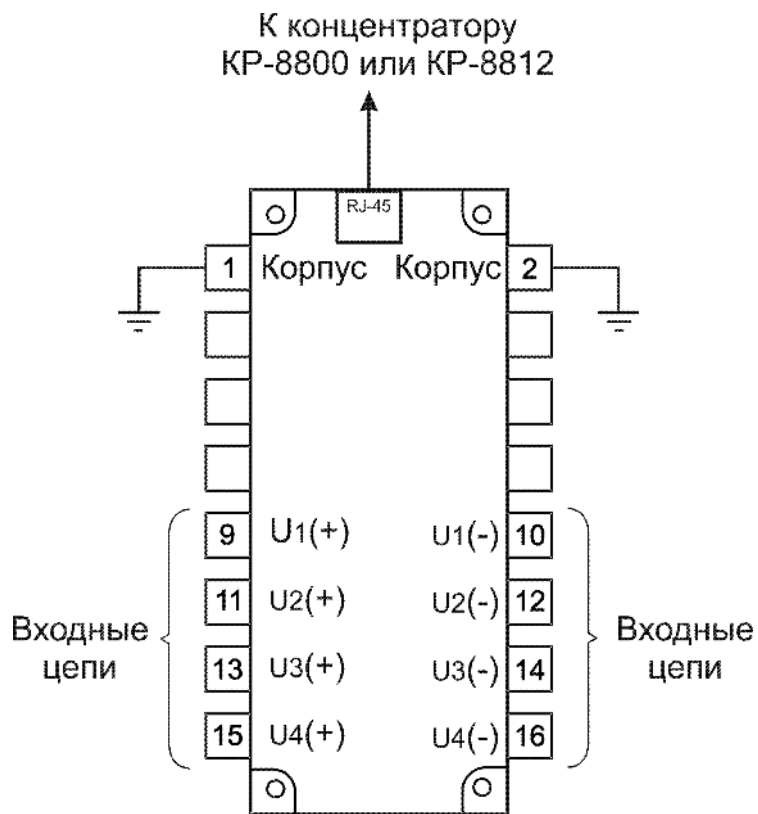 К концентратору
КР-8800 или КР-8812
RJ-45
1 Корпус Корпус 2
9 U1(+) U1(-) 10
11 U2(+) U2(-) 12
Входные цепи
13 U3(+) U3(-) 14
Входные цепи
15 U4(+) U4(-) 16